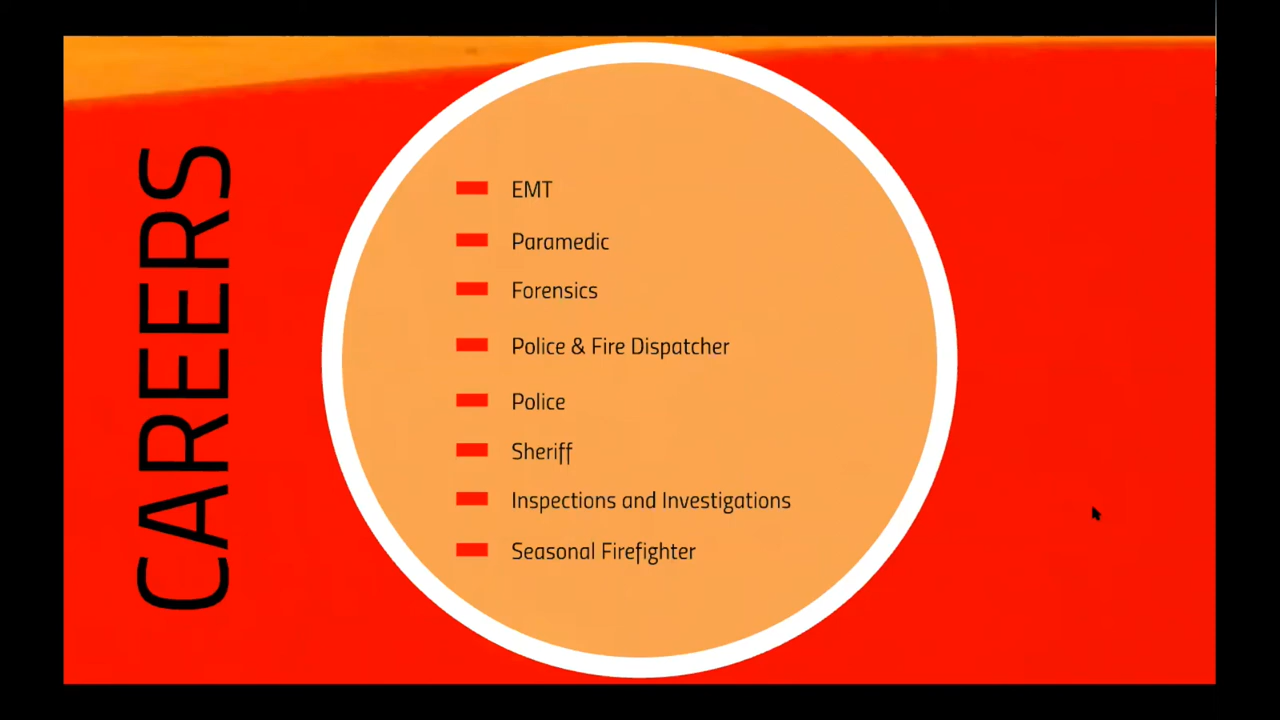 CAREERS
EMT
Paramedic
Forensics
Police & Fire Dispatcher
Police
Sheriff
Inspections and Investigations
Seasonal Firefighter